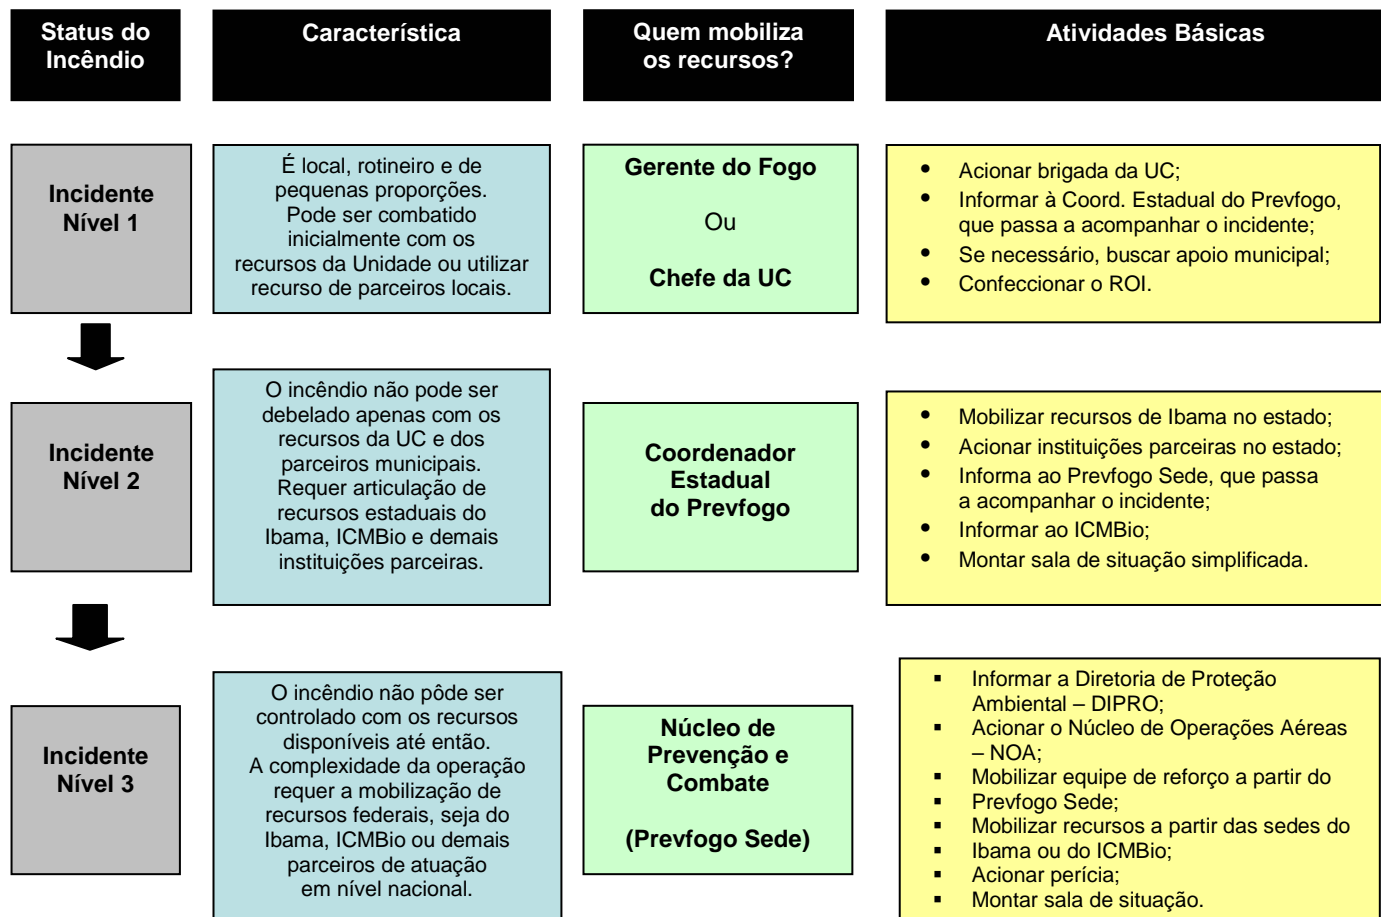 Status do
Incêndio
Característica
Quem mobiliza
os recursos?
Atividades Básicas
Incidente
Nível 1
É local, rotineiro e de
pequenas proporções.
Pode ser combatido
inicialmente com os
recursos da Unidade ou utilizar
recurso de parceiros locais.
Gerente do Fogo
Ou
Chefe da UC
• Acionar brigada da UC;
• Informar à Coord. Estadual do Prevfogo,
que passa a acompanhar o incidente;
• Se necessário, buscar apoio municipal;
• Confeccionar o ROI.
Incidente
Nível 2
O incêndio não pode ser
debelado apenas com os
recursos da UC e dos
parceiros municipais.
Requer articulação de
recursos estaduais do
Ibama, ICMBio e demais
instituições parceiras.
Coordenador
Estadual
do Prevfogo
• Mobilizar recursos de Ibama no estado;
• Acionar instituições parceiras no estado;
• Informa ao Prevfogo Sede, que passa
a acompanhar o incidente;
• Informar ao ICMBio;
• Montar sala de situação simplificada.
Incidente
Nível 3
O incêndio não pôde ser
controlado com os recursos
disponíveis até então.
A complexidade da operação
requer a mobilização de
recursos federais, seja do
Ibama, ICMBio ou demais
parceiros de atuação
em nível nacional.
Núcleo de
Prevenção e
Combate
(Prevfogo Sede)
▪ Informar a Diretoria de Proteção
Ambiental – DIPRO;
▪ Acionar o Núcleo de Operações Aéreas
– NOA;
▪ Mobilizar equipe de reforço a partir do
▪ Prevfogo Sede;
▪ Mobilizar recursos a partir das sedes do
▪ Ibama ou do ICMBio;
▪ Acionar perícia;
▪ Montar sala de situação.